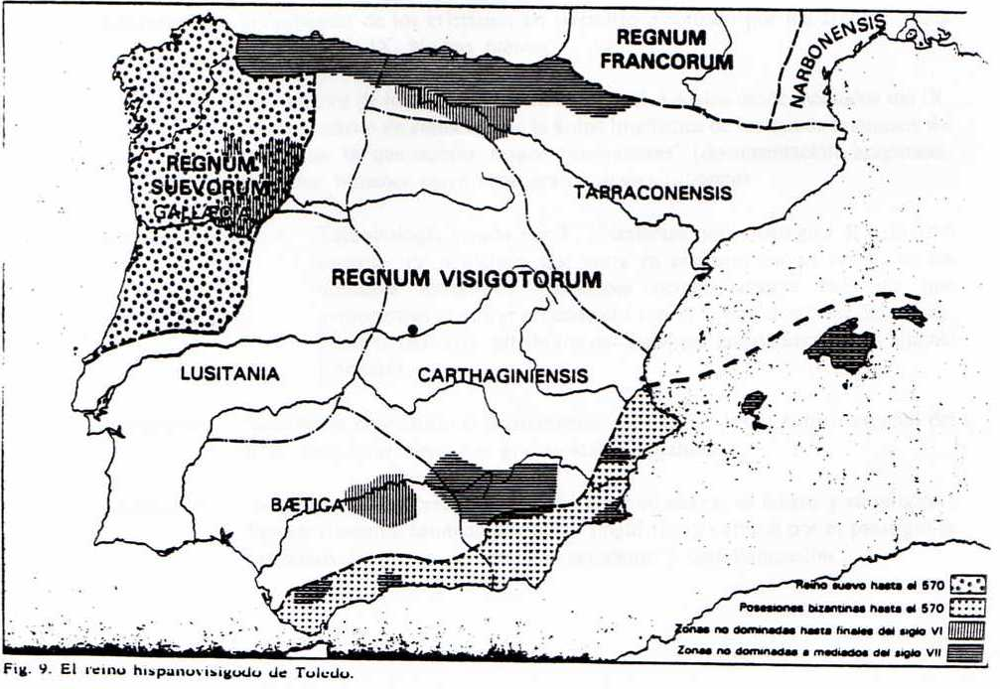 REGNUM
FRANCORUM
NARBONENSIS
REGNUM
SUEVORUM
GALLÆCIA
TARRACONENSIS
REGNUM VISIGOTORUM
LUSITANIA
CARTHAGINIENSIS
BÆTICA
Reino suevo hasta el 570
Posesiones bizantinas hasta el 570
Zonas no dominadas hasta finales del siglo VI
Zonas no dominadas a mediados del siglo VII
Fig. 9. El reino hispanovisigodo de Toledo.